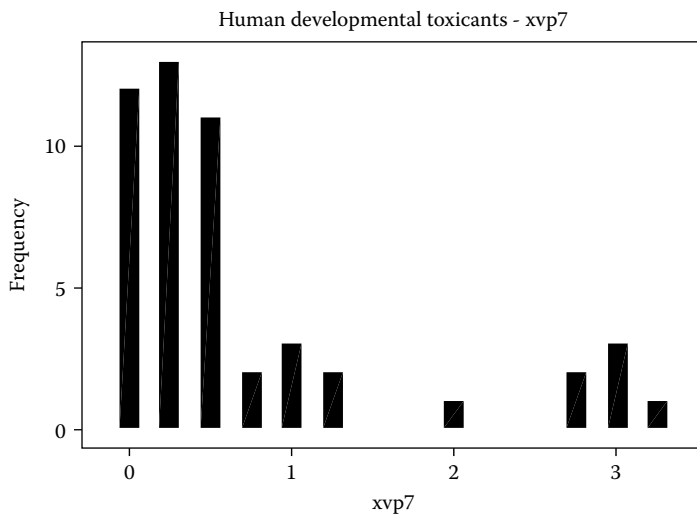 Human developmental toxicants - xvp7
10
5
0
Frequency
0 1 2 3
xvp7